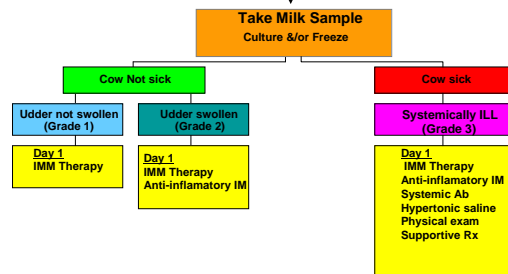 Take Milk Sample
Culture &/or Freeze
Cow Not sick
Cow sick
Udder not swollen
(Grade 1)
Udder swollen
(Grade 2)
Systemically ILL
(Grade 3)
Day 1
IMM Therapy
Day 1
IMM Therapy
Anti-inflamatory IM
Day 1
IMM Therapy
Anti-inflamatory IM
Systemic Ab
Hypertonic saline
Physical exam
Supportive Rx